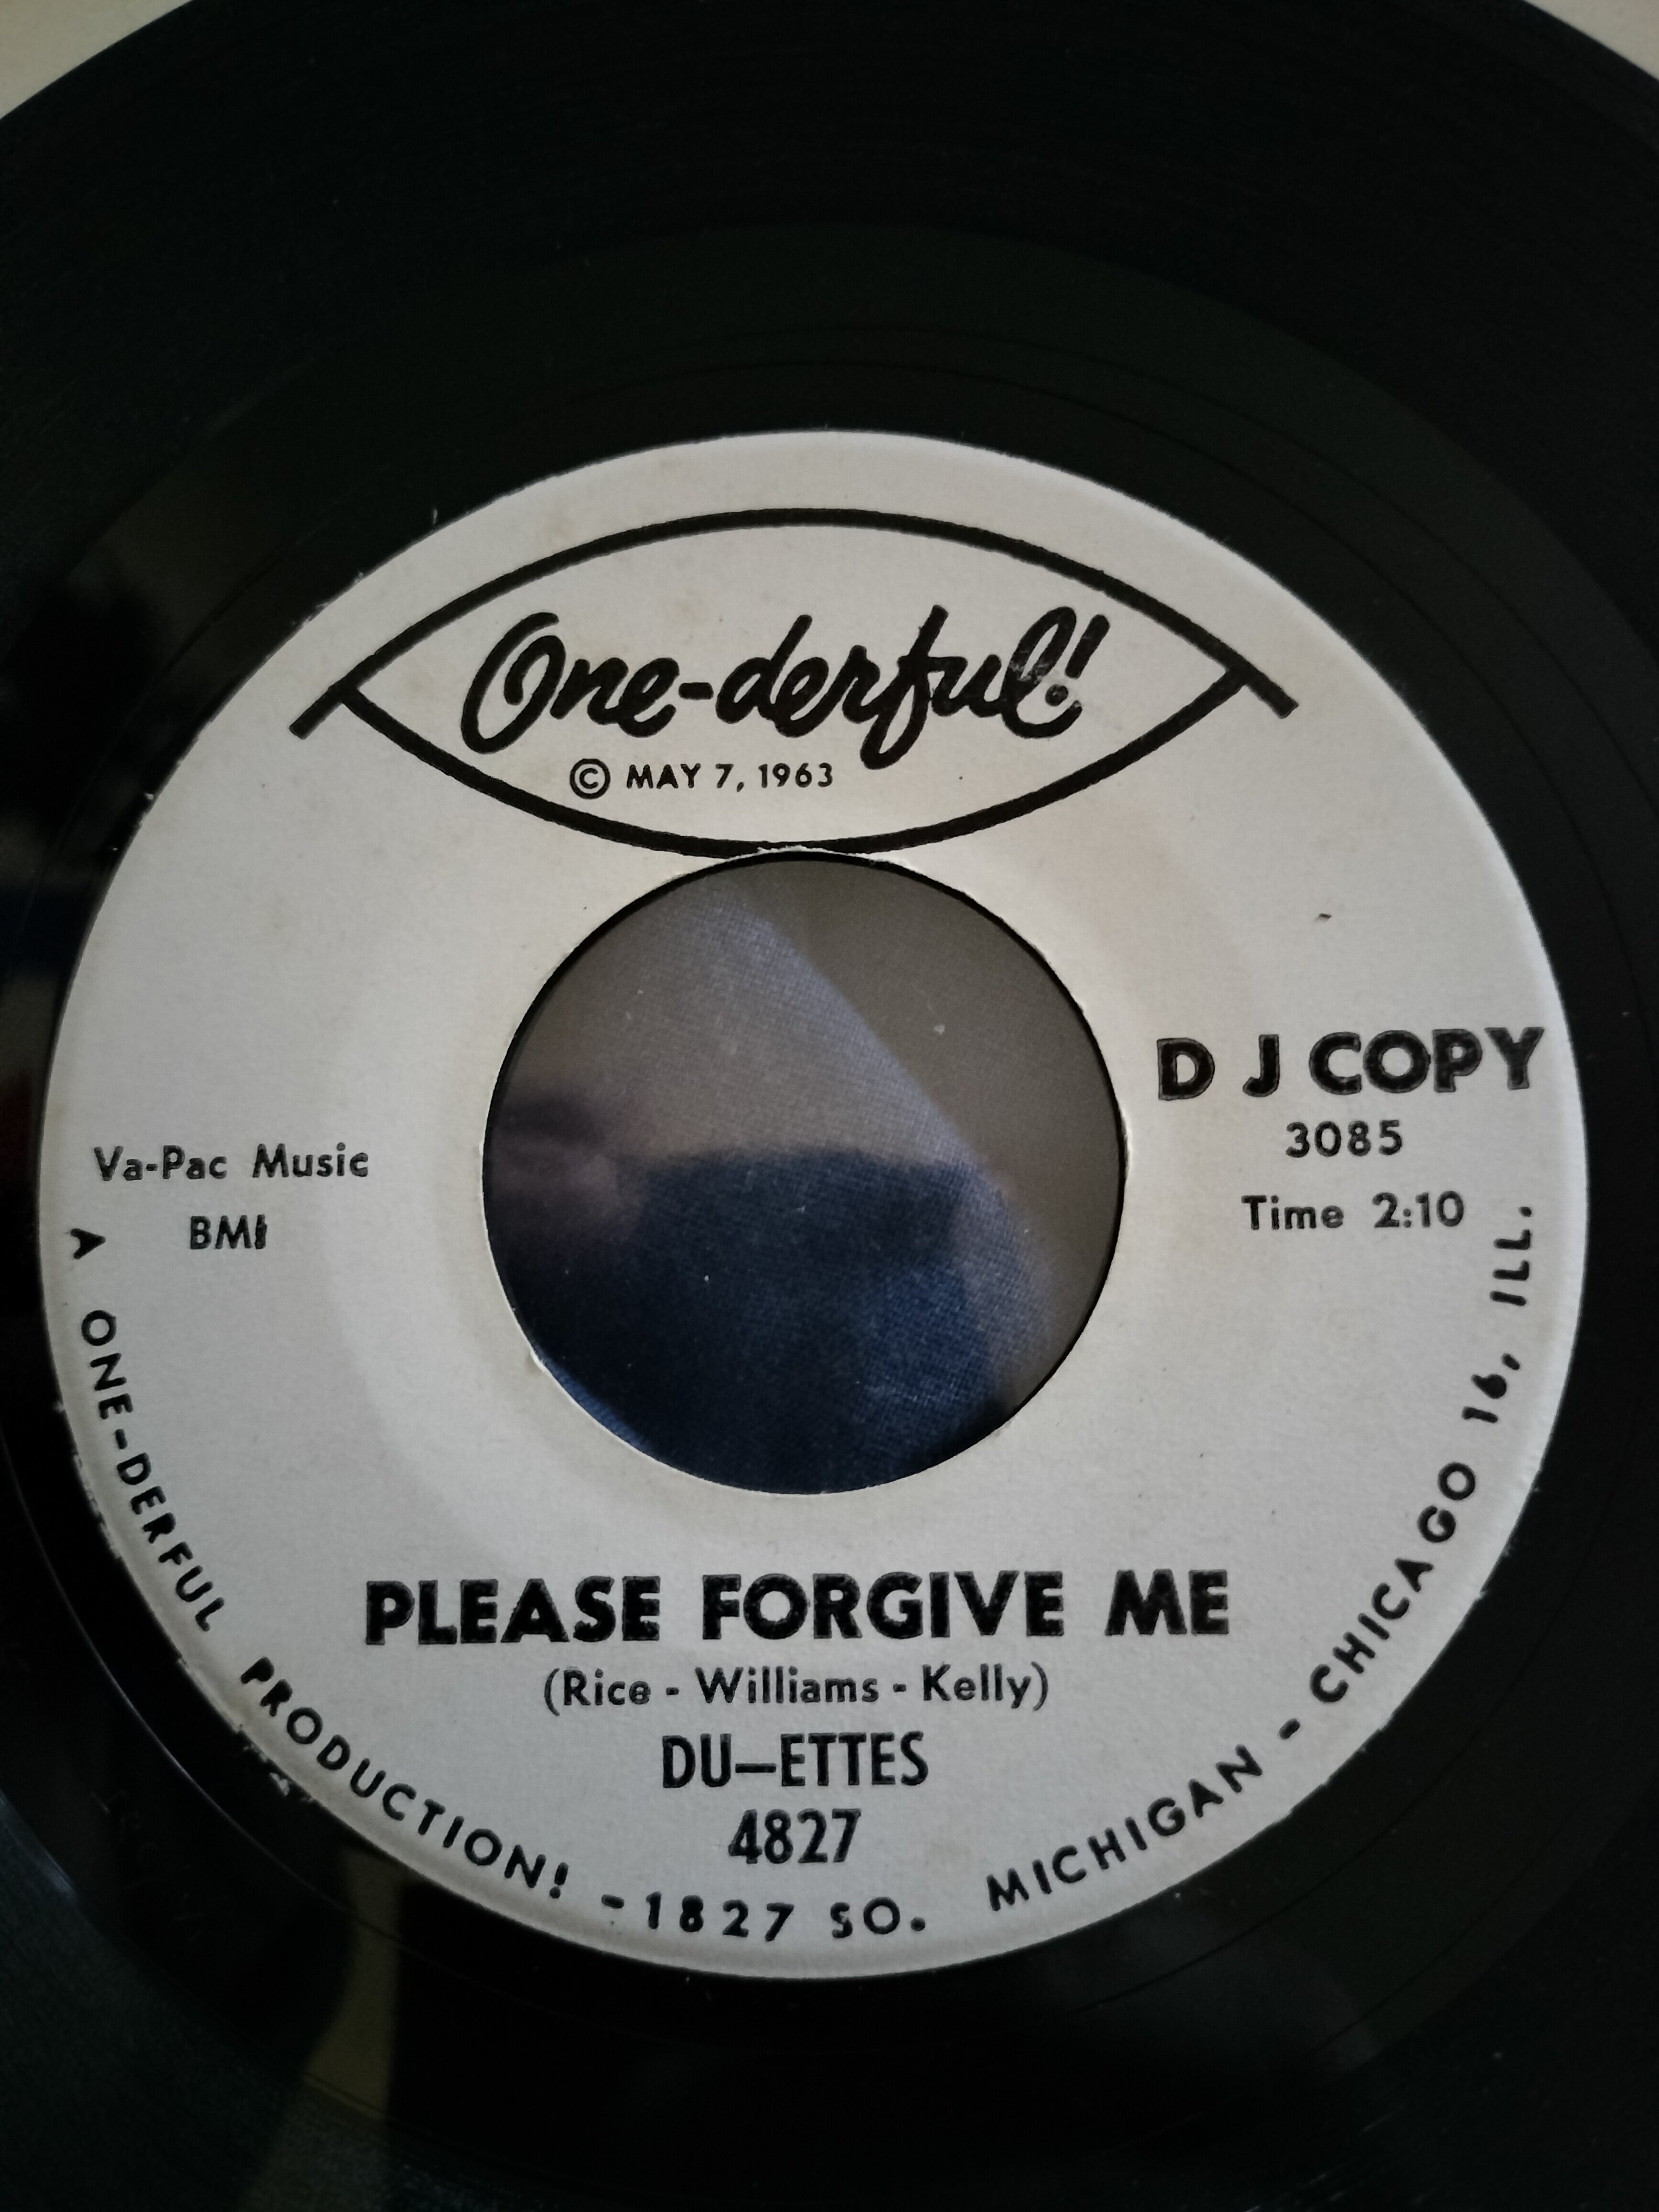 One-derful!
© MAY 7, 1963
D J COPY
3085
Time 2:10
Va-Pac Music
BMI
PLEASE FORGIVE ME
(Rice - Williams - Kelly)
DU-ETTES
4827
A ONE-DERFUL PRODUCTION! -1827 SO. MICHIGAN - CHICAGO 16, ILL.